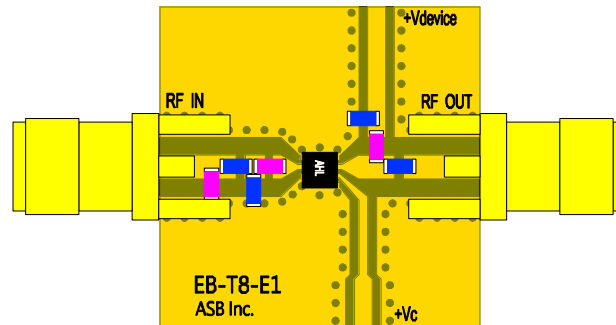 +Vdevice
RF IN
RF OUT
AHL
EB-T8-E1
ASB Inc.
+Vc